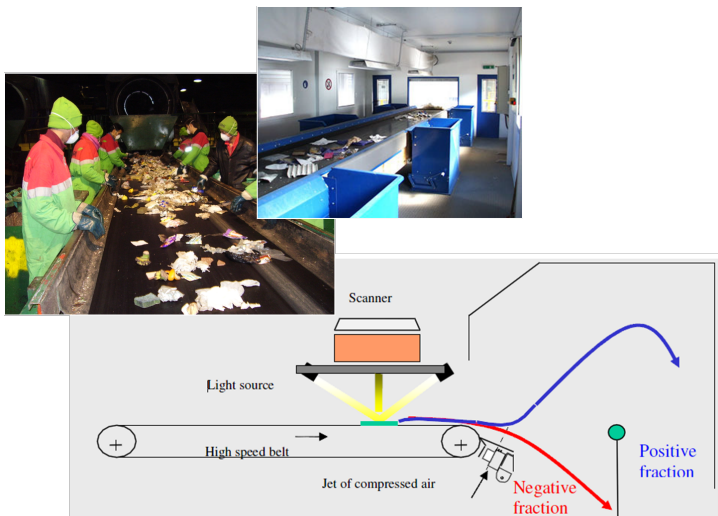 Scanner
Light source
High speed belt
Jet of compressed air
Positive
fraction
Negative
fraction